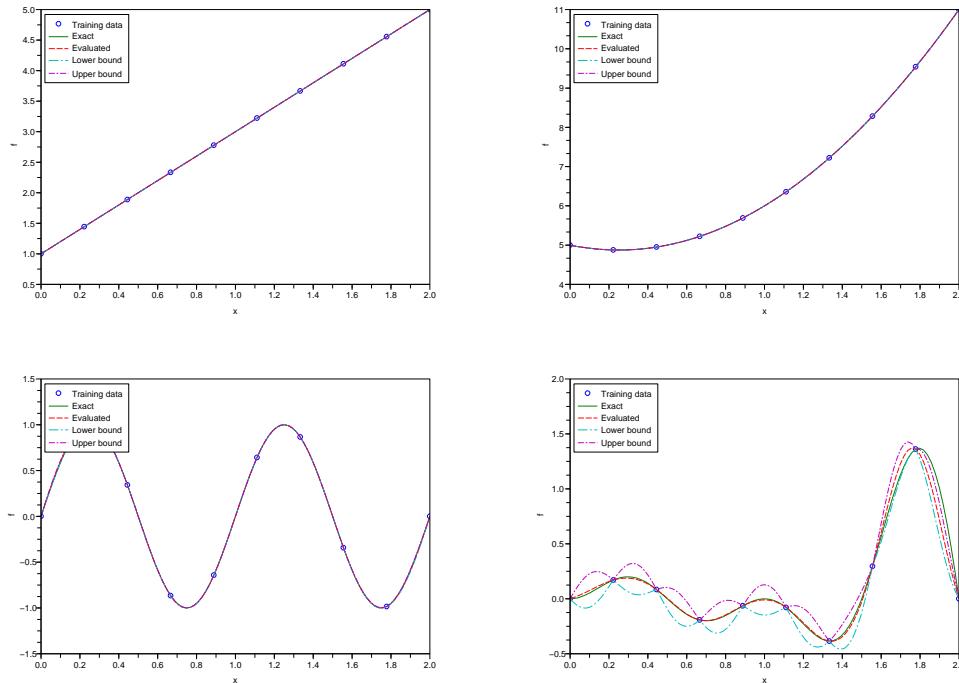 5.0
4.5
4.0
3.5
3.0
2.5
2.0
1.5
1.0
0.5
f
Training data
Exact
Evaluated
Lower bound
Upper bound
0.0 0.2 0.4 0.6 0.8 1.0 1.2 1.4 1.6 1.8 2.0
x
11
10
9
8
7
6
5
4
f
Training data
Exact
Evaluated
Lower bound
Upper bound
0.0 0.2 0.4 0.6 0.8 1.0 1.2 1.4 1.6 1.8 2.0
x
1.5
1.0
0.5
0.0
−0.5
−1.0
−1.5
f
Training data
Exact
Evaluated
Lower bound
Upper bound
0.0 0.2 0.4 0.6 0.8 1.0 1.2 1.4 1.6 1.8 2.0
x
2.0
1.5
1.0
0.5
0.0
−0.5
f
Training data
Exact
Evaluated
Lower bound
Upper bound
0.0 0.2 0.4 0.6 0.8 1.0 1.2 1.4 1.6 1.8 2.0
x